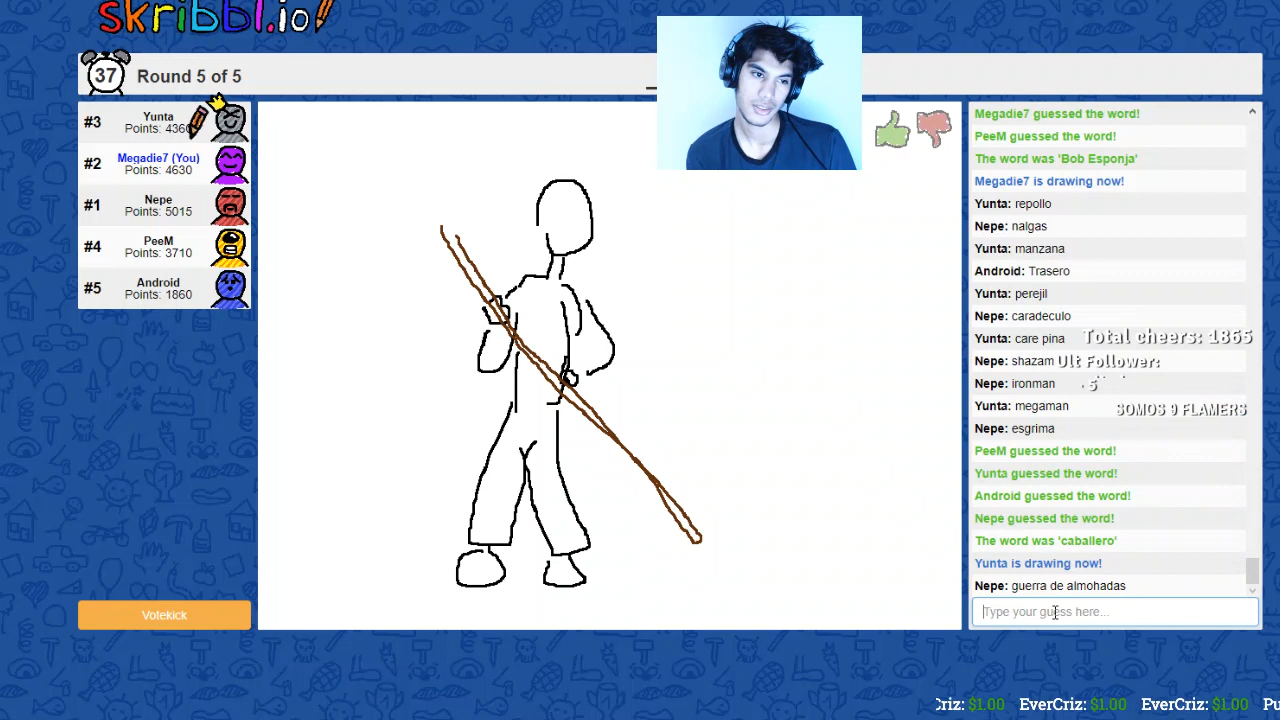 skribbl.io
37
Round 5 of 5
#3
Yunta
Points: 4360
#2
Megadie7 (You)
Points: 4630
#1
Nepe
Points: 5015
#4
PeeM
Points: 3710
#5
Android
Points: 1860
Votekick
Megadie7 guessed the word!
PeeM guessed the word!
The word was 'Bob Esponja'
Megadie7 is drawing now!
Yunta: repollo
Nepe: nalgas
Yunta: manzana
Android: Trasero
Yunta: perejil
Nepe: caradeculo
Yunta: care pina
Total cheers: 1865
Nepe: shazam
Ult Follower:
Nepe: ironman
Yunta: megaman
SOMOS 9 FLAMERS
Nepe: esgrima
PeeM guessed the word!
Yunta guessed the word!
Android guessed the word!
Nepe guessed the word!
The word was 'caballero'
Yunta is drawing now!
Nepe: guerra de almohadas
Type your guess here...
Criz: $1.00 EverCriz: $1.00 EverCriz: $1.00